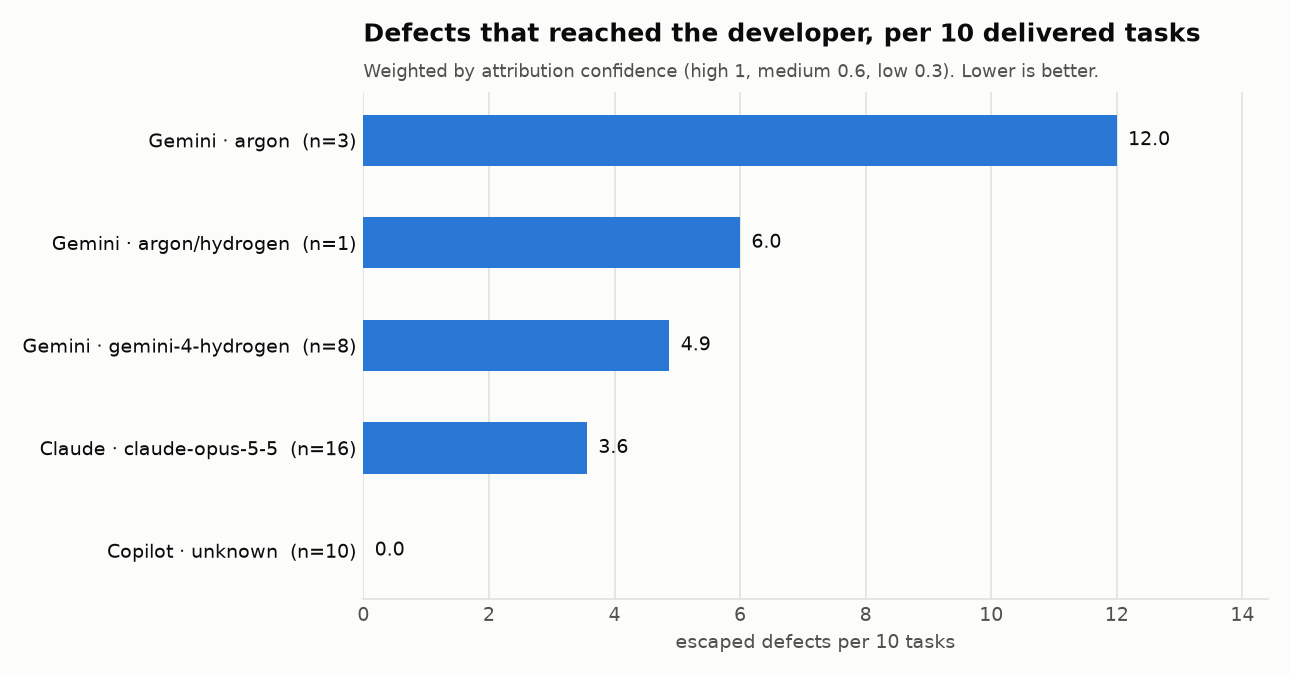 Defects that reached the developer, per 10 delivered tasks
Weighted by attribution confidence (high 1, medium 0.6, low 0.3). Lower is better.
Gemini · argon (n=3)
12.0
Gemini · argon/hydrogen (n=1)
6.0
Gemini · gemini-4-hydrogen (n=8)
4.9
Claude · claude-opus-5-5 (n=16)
3.6
Copilot · unknown (n=10)
0.0
0 2 4 6 8 10 12 14
escaped defects per 10 tasks